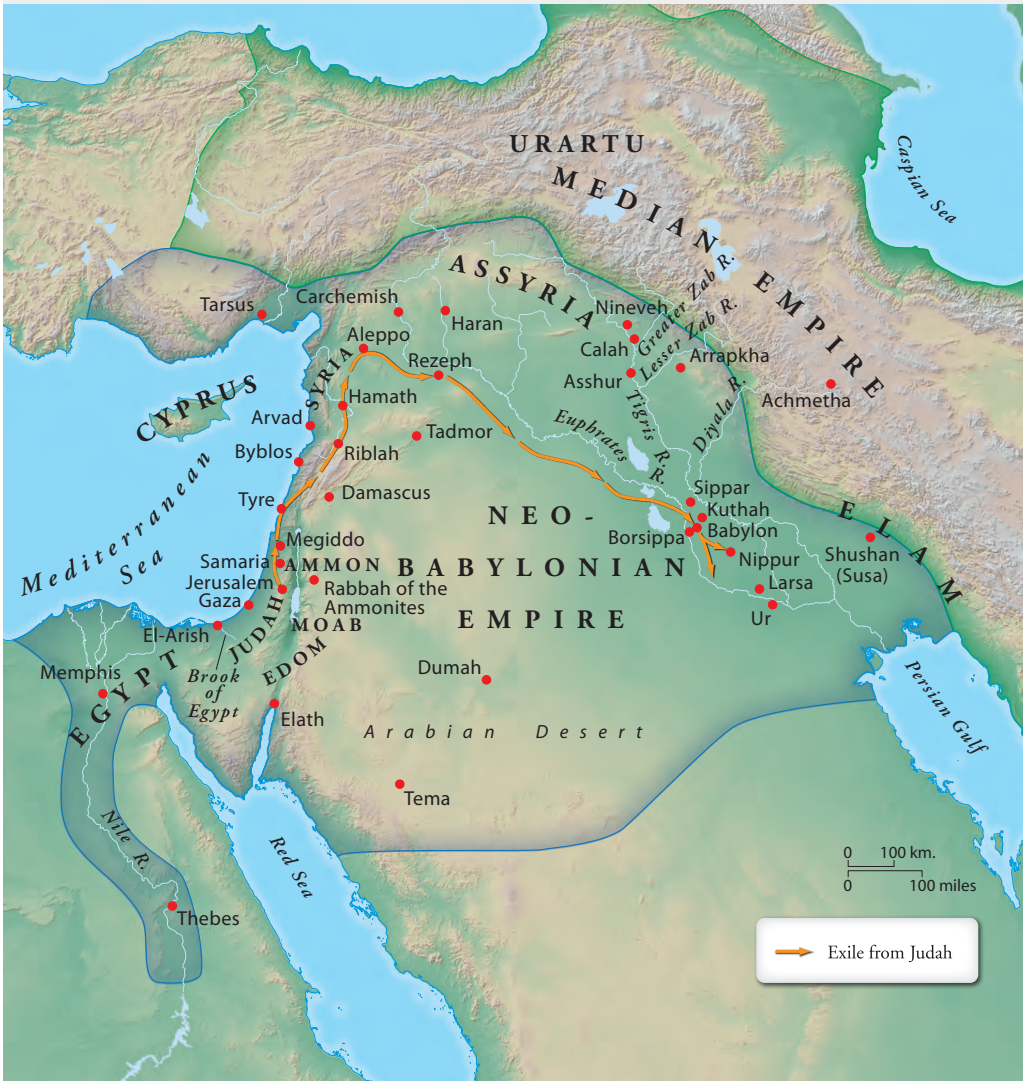 URARTU
MEDIAN EMPIRE
Caspian Sea
ASSYRIA
Greater Zab R.
Lesser Zab R.
Tarsus
Carchemish
Haran
Nineveh
Calah
Aleppo
Rezeph
Asshur
Arrapkha
Achmetha
CYPRUS
SYRIA
Hamath
Arvad
Tadmor
Byblos
Riblah
Euphrates R.
Tigris R.
Diyala R.
Mediterranean
Sea
Tyre
Damascus
Sippar
Kuthah
Babylon
Borsippa
Nippur
ELAM
Shushan
(Susa)
NEO-
BABYLONIAN
EMPIRE
Megiddo
Samaria
AMMON
Jerusalem
Rabbah of the
Ammonites
Gaza
Larsa
Ur
El-Arish
JUDAH
MOAB
EDOM
Brook
of
Egypt
Memphis
EGYPT
Dumah
Elath
Arabian Desert
Persian Gulf
Tema
Nile R.
Red Sea
Thebes
0 100 km.
0 100 miles
Exile from Judah